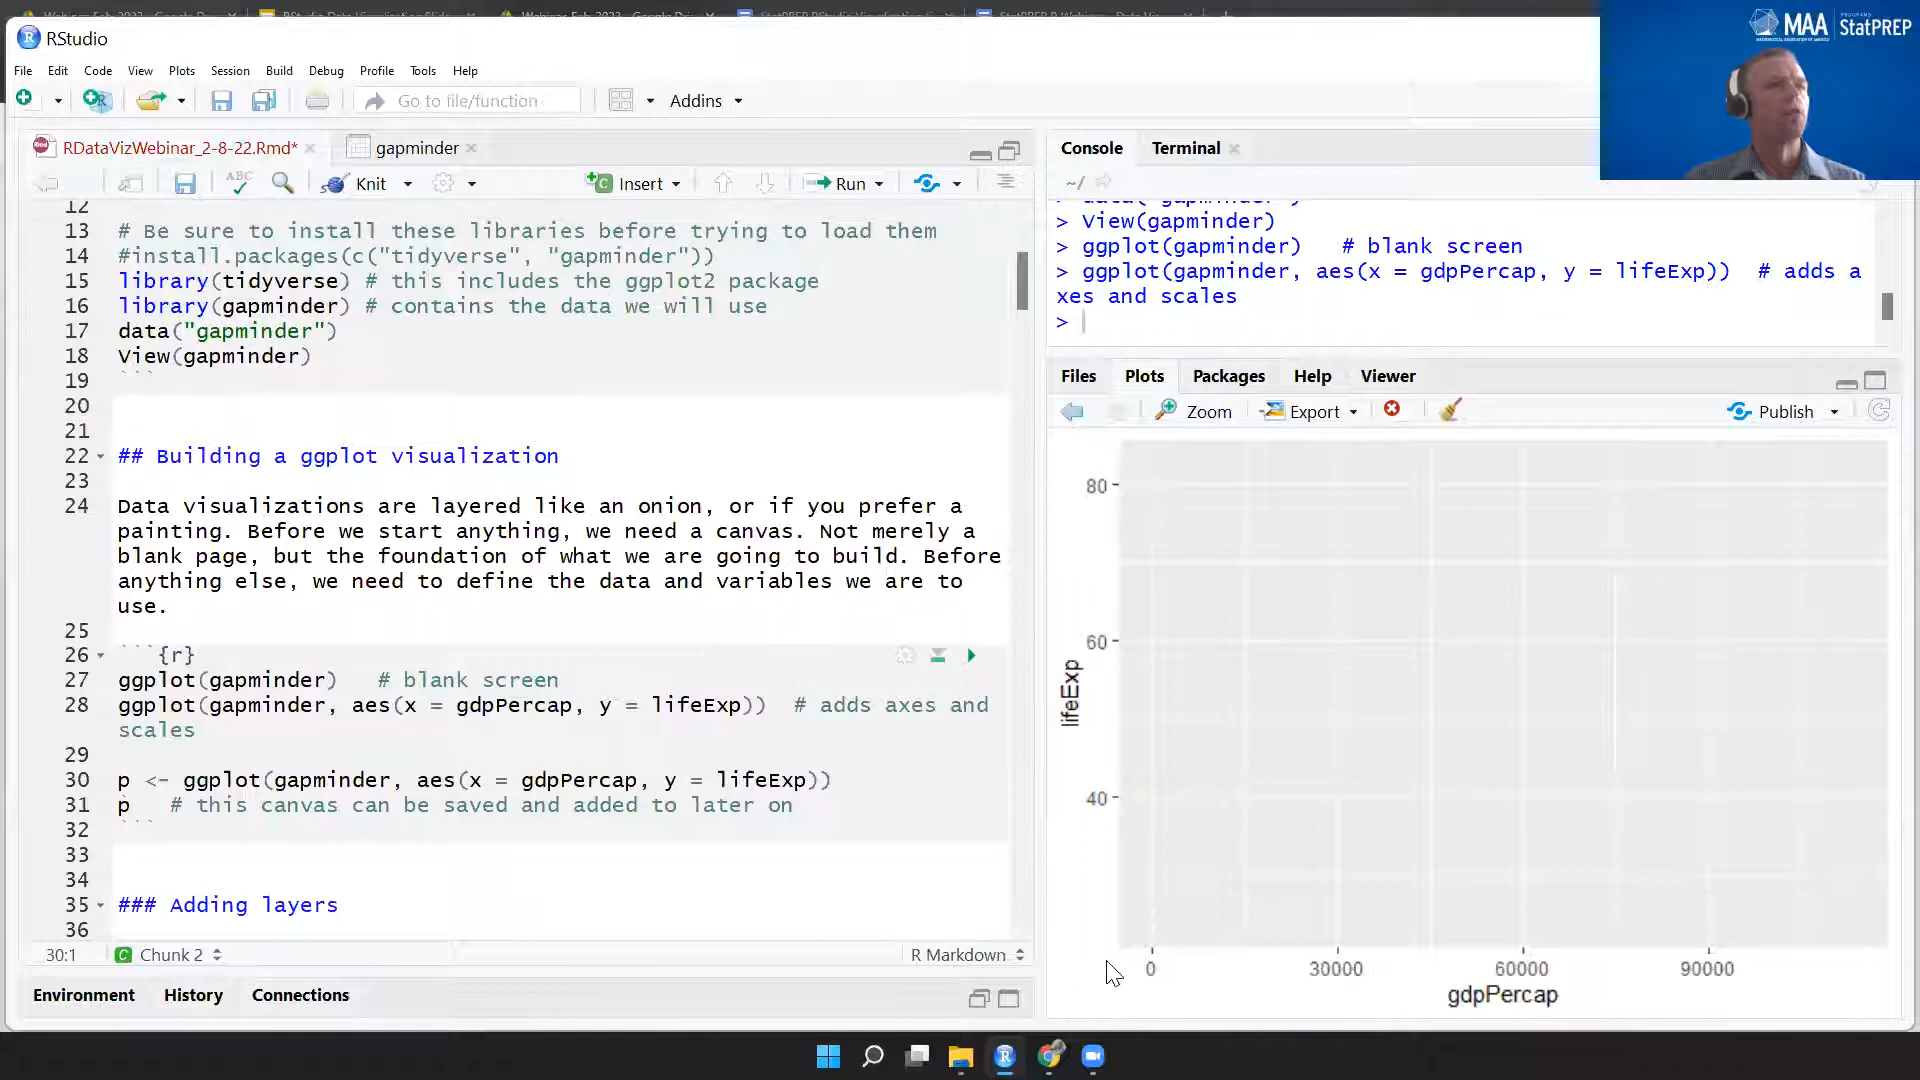 RStudio
MAA PROGRAMS StatPREP
MATHEMATICAL ASSOCIATION OF AMERICA
File Edit Code View Plots Session Build Debug Profile Tools Help
Go to file/function Addins
RDataVizWebinar_2-8-22.Rmd* gapminder
ABC Knit Insert Run
12
13 # Be sure to install these libraries before trying to load them
14 #install.packages(c("tidyverse", "gapminder"))
15 library(tidyverse) # this includes the ggplot2 package
16 library(gapminder) # contains the data we will use
17 data("gapminder")
18 View(gapminder)
19 ```
20
21
22 ## Building a ggplot visualization
23
24 Data visualizations are layered like an onion, or if you prefer a
painting. Before we start anything, we need a canvas. Not merely a
blank page, but the foundation of what we are going to build. Before
anything else, we need to define the data and variables we are to
use.
25
26 ```{r}
27 ggplot(gapminder) # blank screen
28 ggplot(gapminder, aes(x = gdpPercap, y = lifeExp)) # adds axes and
scales
29
30 p <- ggplot(gapminder, aes(x = gdpPercap, y = lifeExp))
31 p # this canvas can be saved and added to later on
32 ```
33
34
35 ### Adding layers
36
30:1 Chunk 2 R Markdown
Environment History Connections
Console Terminal
~/
> data("gapminder")
> View(gapminder)
> ggplot(gapminder) # blank screen
> ggplot(gapminder, aes(x = gdpPercap, y = lifeExp)) # adds a
xes and scales
>
Files Plots Packages Help Viewer
Zoom Export Publish
80
60
40
lifeExp
0 30000 60000 90000
gdpPercap